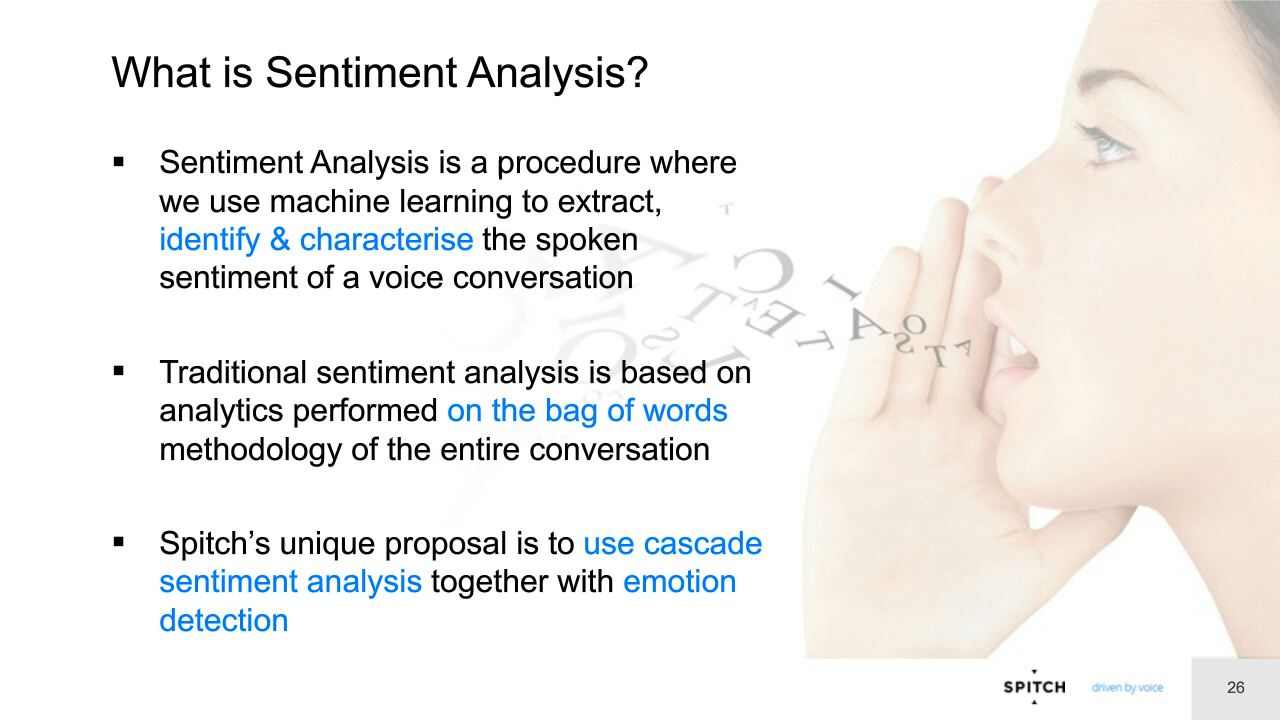 What is Sentiment Analysis?
▪ Sentiment Analysis is a procedure where
we use machine learning to extract,
identify & characterise the spoken
sentiment of a voice conversation
▪ Traditional sentiment analysis is based on
analytics performed on the bag of words
methodology of the entire conversation
▪ Spitch’s unique proposal is to use cascade
sentiment analysis together with emotion
detection
SPITCH driven by voice 26